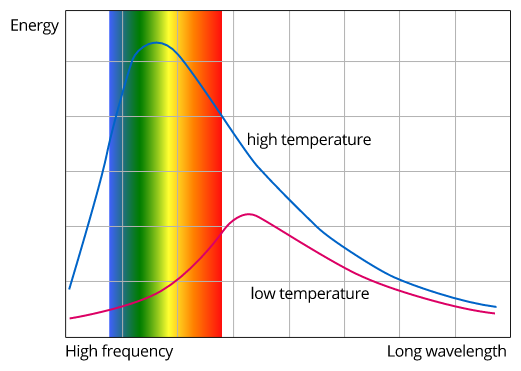 Energy
high temperature
low temperature
High frequency
Long wavelength